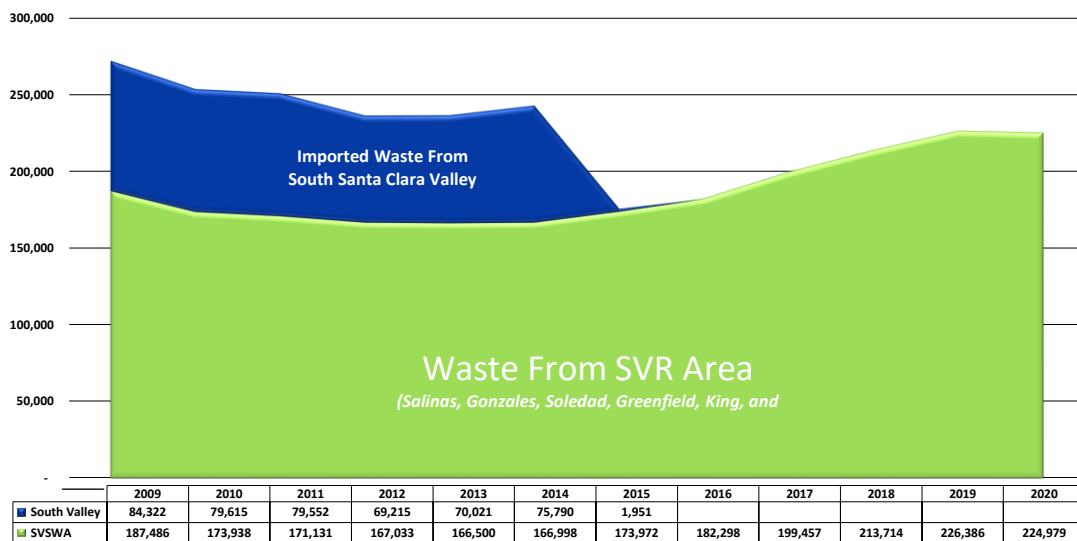 300,000
250,000
200,000
150,000
100,000
50,000
-
Imported Waste From
South Santa Clara Valley
Waste From SVR Area
(Salinas, Gonzales, Soledad, Greenfield, King, and
2009 2010 2011 2012 2013 2014 2015 2016 2017 2018 2019 2020
South Valley 84,322 79,615 79,552 69,215 70,021 75,790 1,951
SVSWA 187,486 173,938 171,131 167,033 166,500 166,998 173,972 182,298 199,457 213,714 226,386 224,979